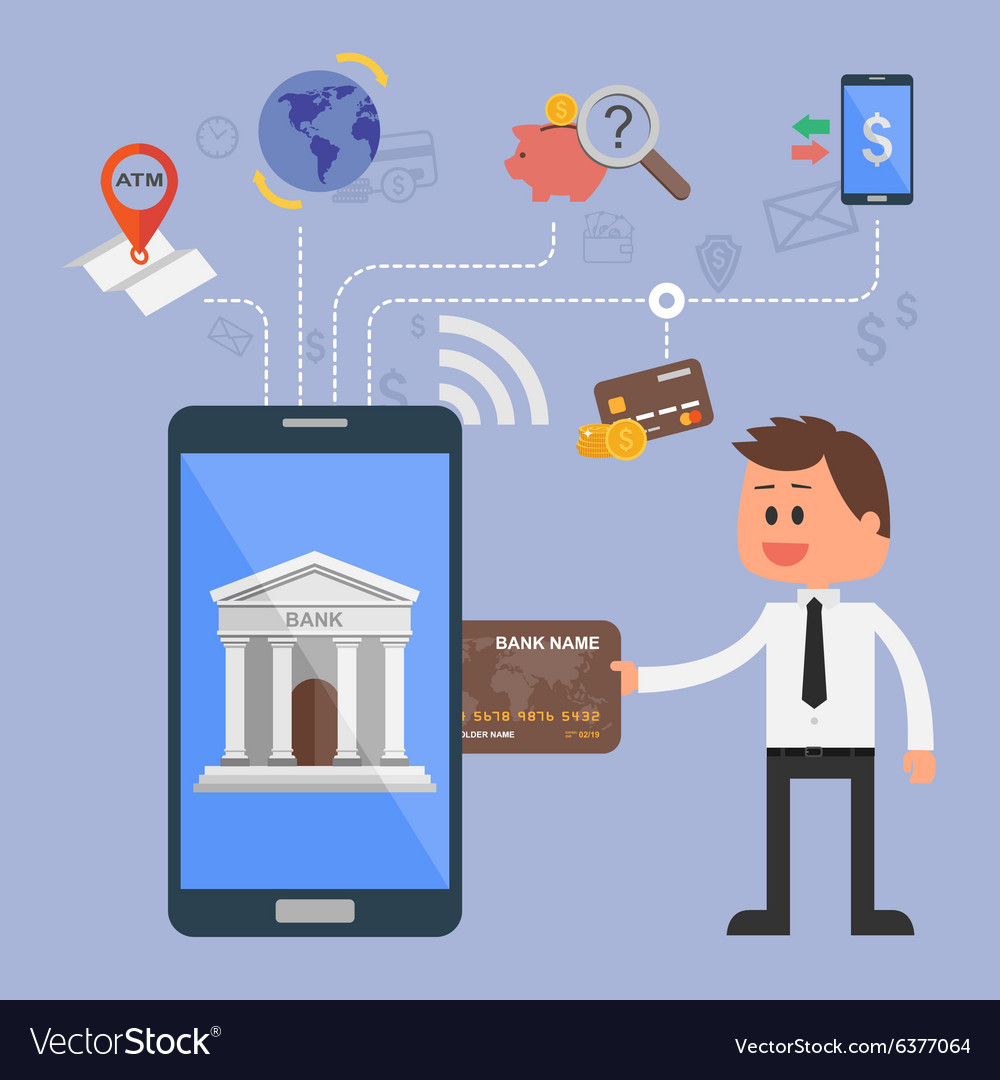 ATM
?
$
$
BANK
BANK NAME
5678 9876 5432
OLDER NAME
02/19
VectorStock®
VectorStock.com/6377064